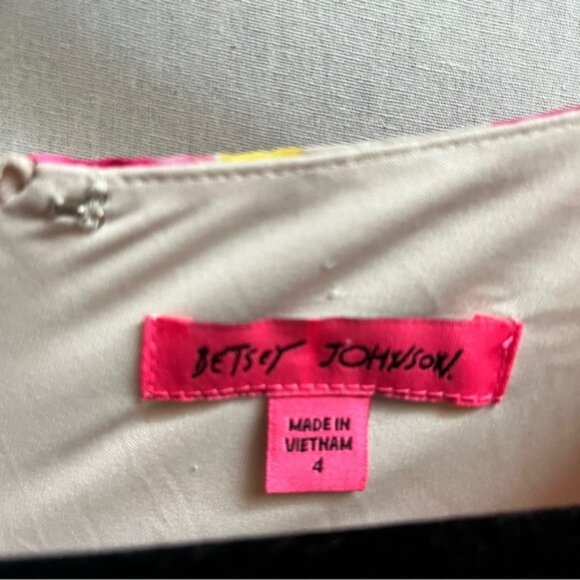 BETSEY JOHNSON.
MADE IN
VIETNAM
4